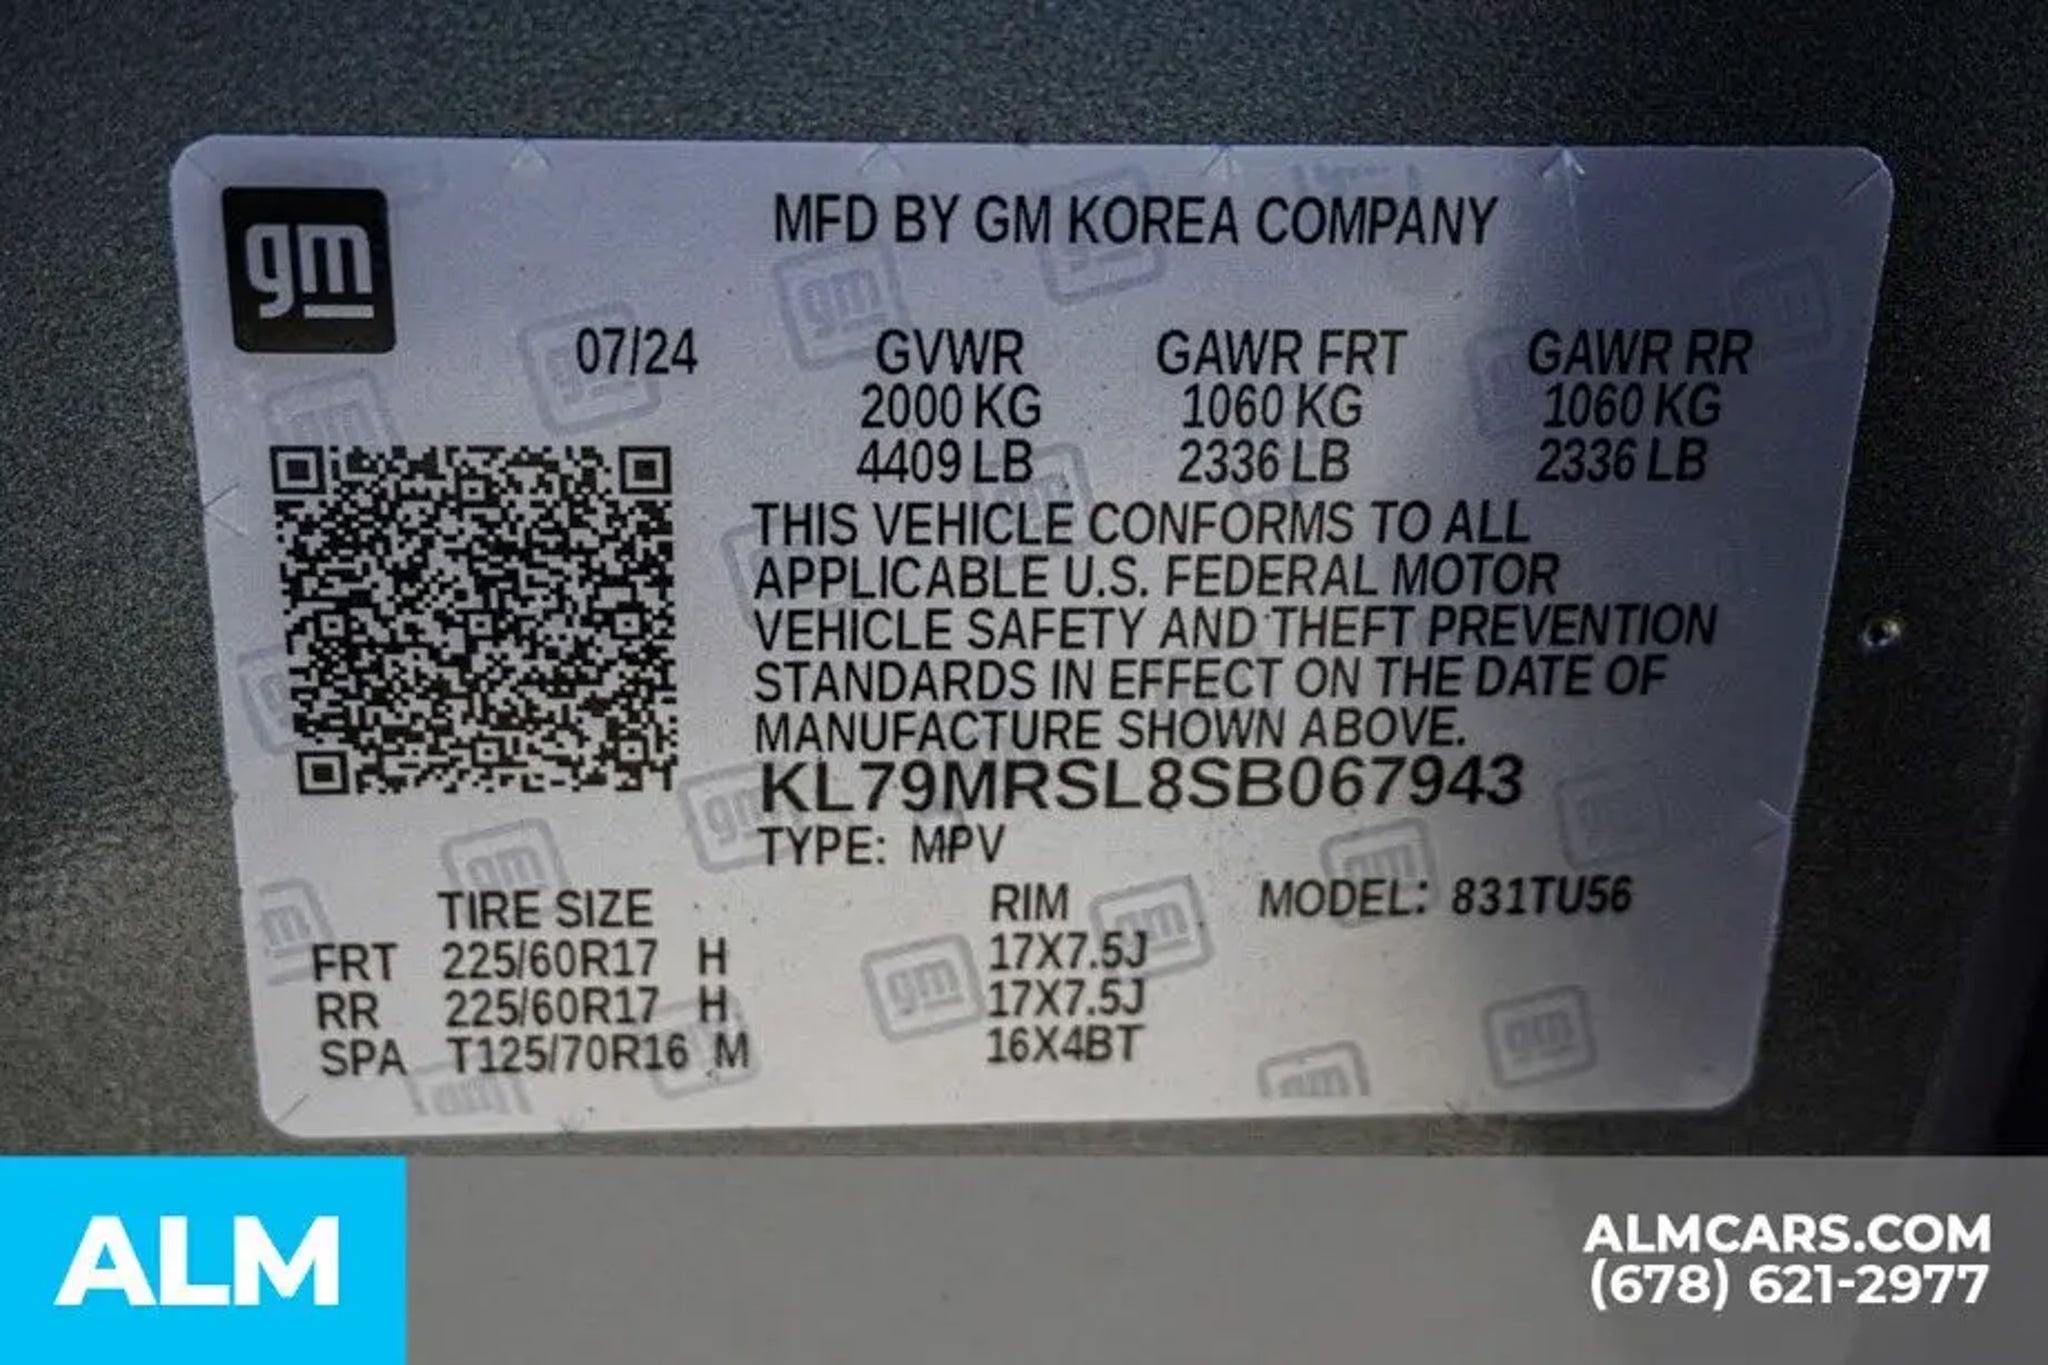 gm
MFD BY GM KOREA COMPANY
07/24 GVWR GAWR FRT GAWR RR
2000 KG 1060 KG 1060 KG
4409 LB 2336 LB 2336 LB
THIS VEHICLE CONFORMS TO ALL
APPLICABLE U.S. FEDERAL MOTOR
VEHICLE SAFETY AND THEFT PREVENTION
STANDARDS IN EFFECT ON THE DATE OF
MANUFACTURE SHOWN ABOVE.
KL79MRSL8SB067943
TYPE: MPV
TIRE SIZE RIM MODEL: 831TU56
FRT 225/60R17 H 17X7.5J
RR 225/60R17 H 17X7.5J
SPA T125/70R16 M 16X4BT
ALM
ALMCARS.COM
(678) 621-2977